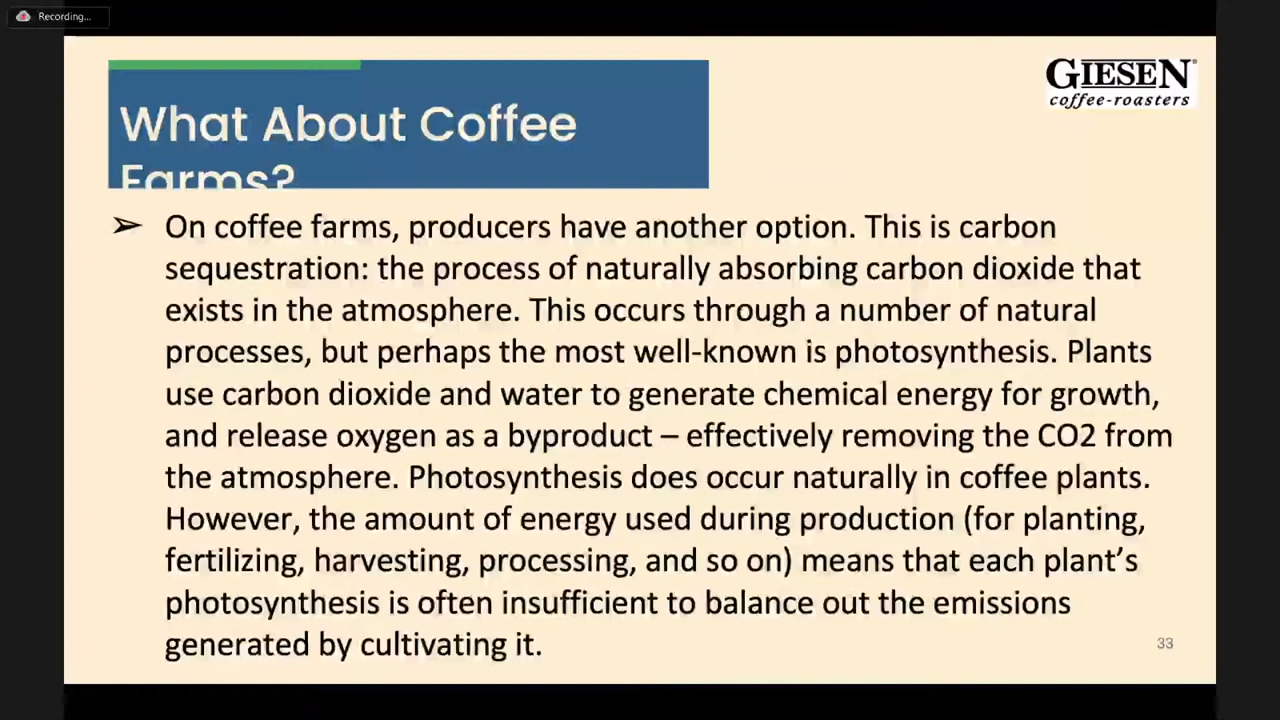 Recording...
GIESEN
coffee-roasters
What About Coffee
Farms?
➢ On coffee farms, producers have another option. This is carbon
sequestration: the process of naturally absorbing carbon dioxide that
exists in the atmosphere. This occurs through a number of natural
processes, but perhaps the most well-known is photosynthesis. Plants
use carbon dioxide and water to generate chemical energy for growth,
and release oxygen as a byproduct – effectively removing the CO2 from
the atmosphere. Photosynthesis does occur naturally in coffee plants.
However, the amount of energy used during production (for planting,
fertilizing, harvesting, processing, and so on) means that each plant’s
photosynthesis is often insufficient to balance out the emissions
generated by cultivating it.
33